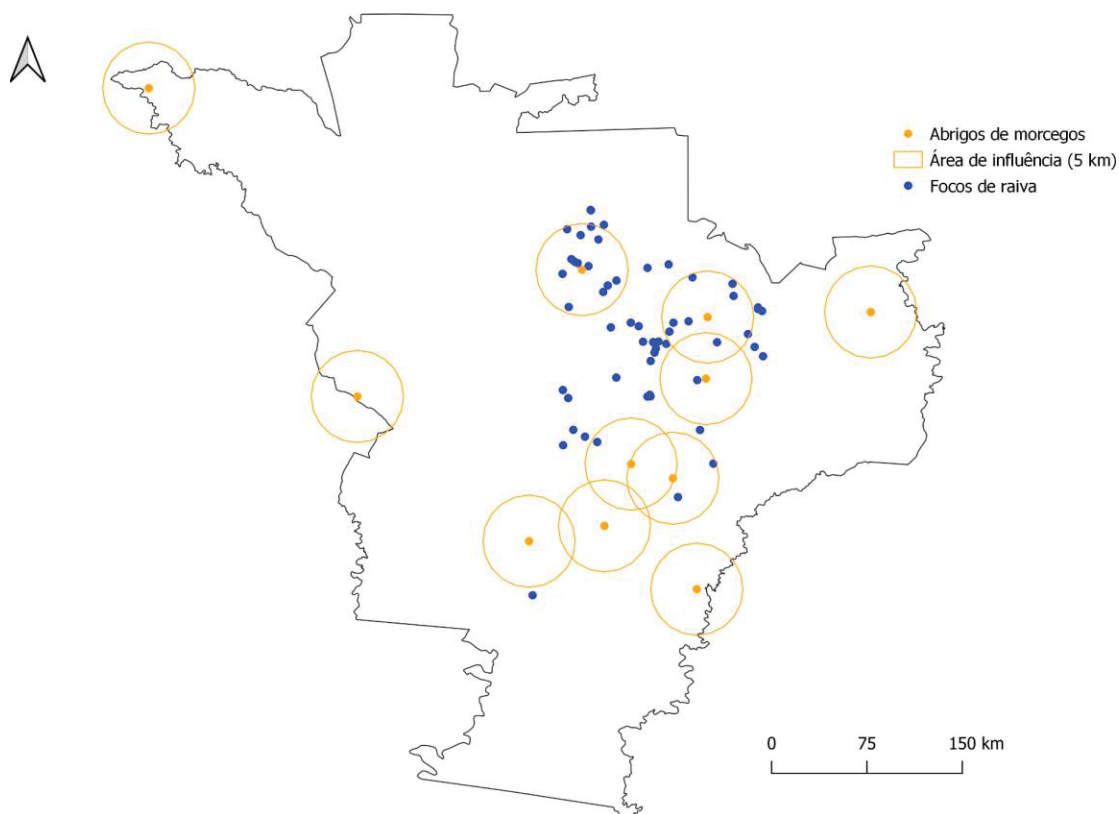 Abrigos de morcegos
Área de influência (5 km)
Focos de raiva
0 75 150 km